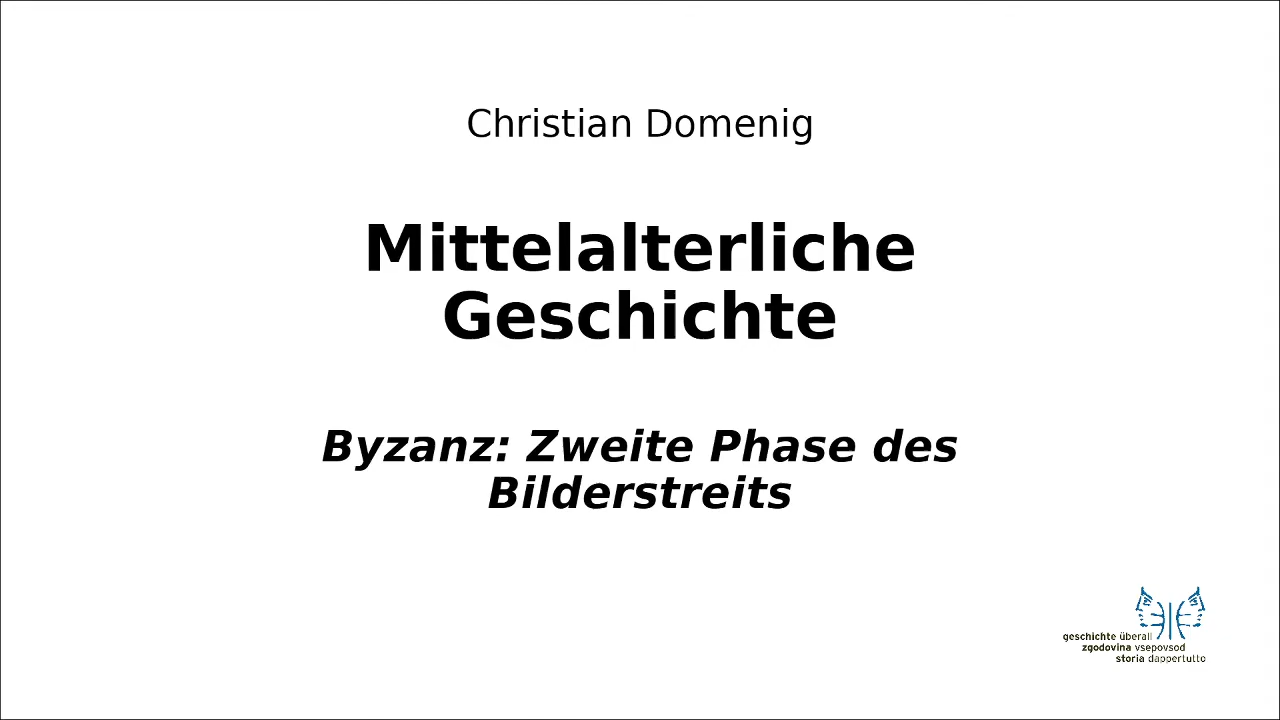 Christian Domenig
Mittelalterliche
Geschichte
Byzanz: Zweite Phase des
Bilderstreits
geschichte überall
zgodovina vsepovsod
storia dappertutto